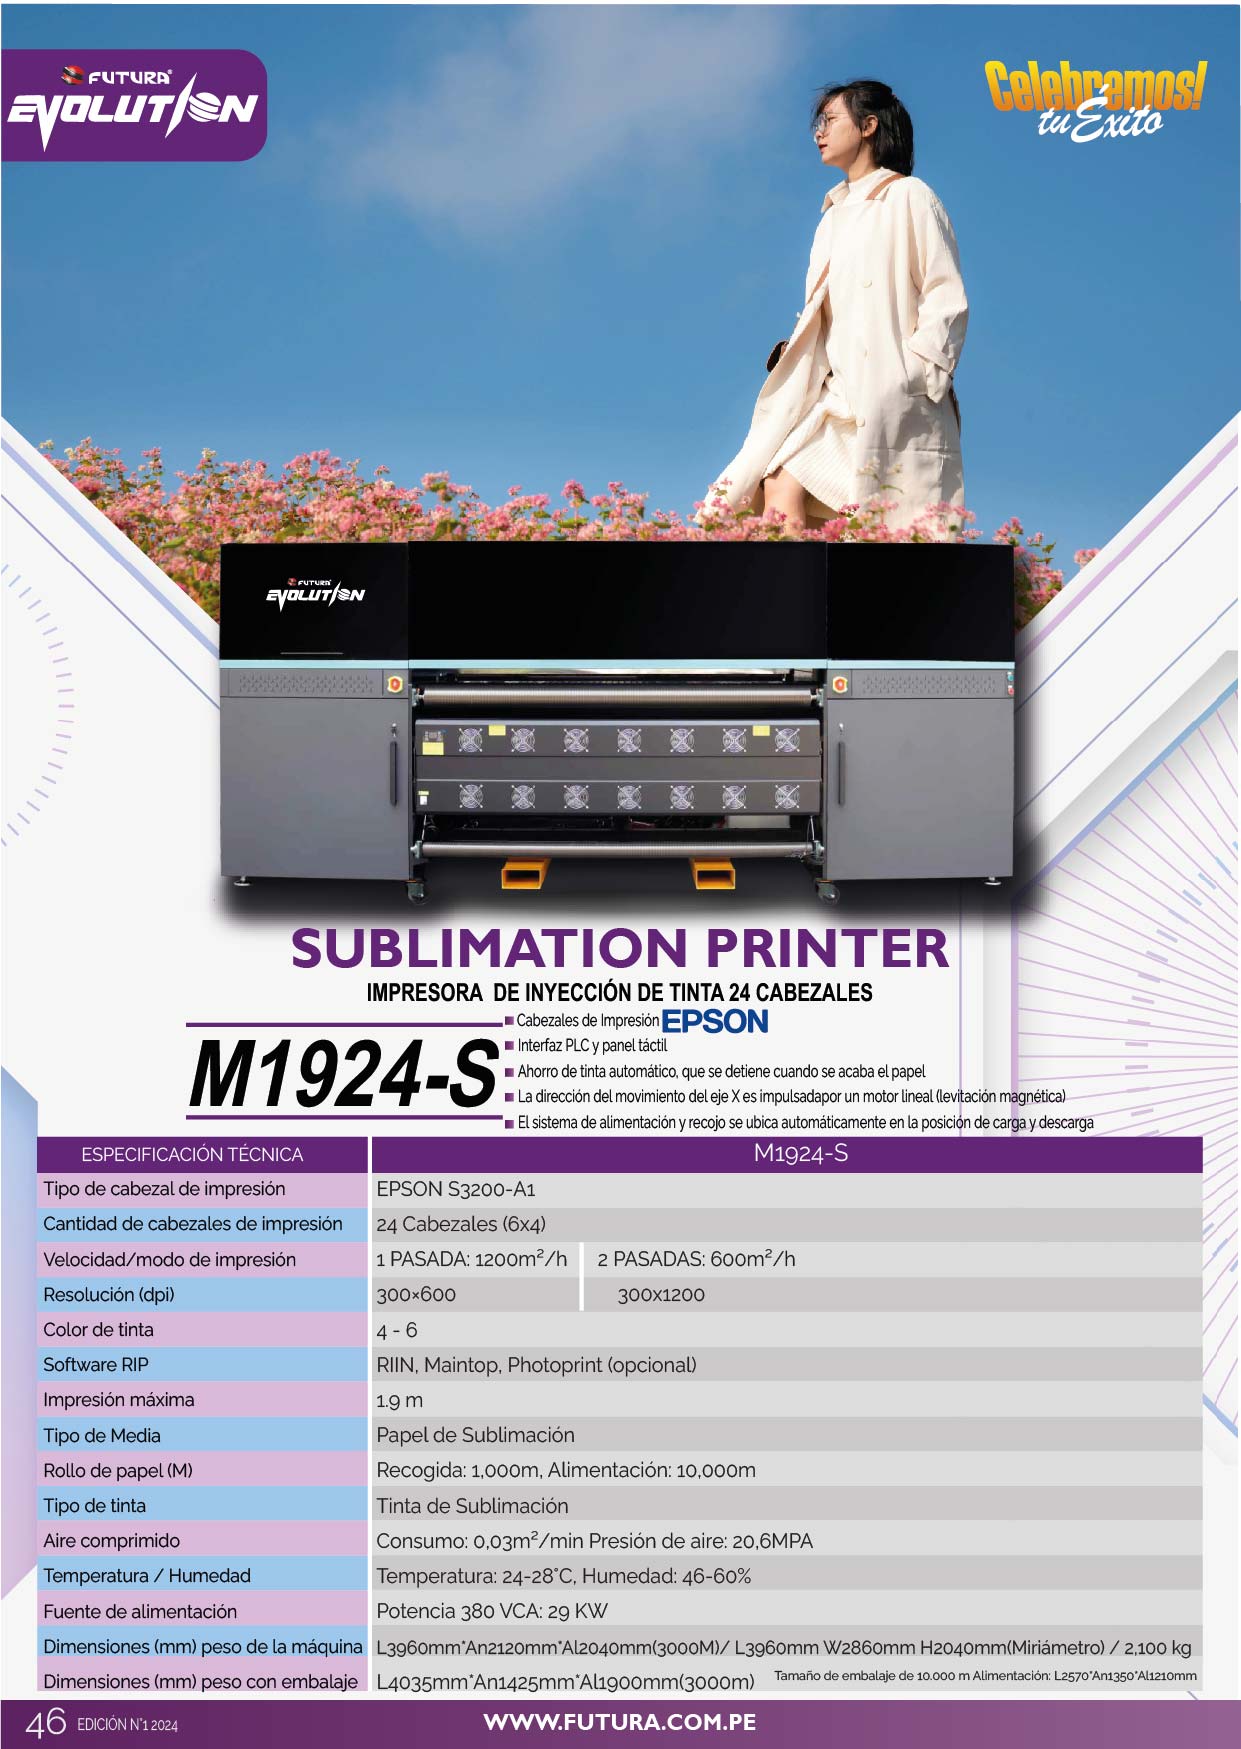 FUTURA®
EVOLUTION
Celebramos!
tu Éxito
FUTURA®
EVOLUTION
SUBLIMATION PRINTER
IMPRESORA DE INYECCIÓN DE TINTA 24 CABEZALES
M1924-S
Cabezales de Impresión EPSON
Interfaz PLC y panel táctil
Ahorro de tinta automático, que se detiene cuando se acaba el papel
La dirección del movimiento del eje X es impulsadapor un motor lineal (levitación magnética)
El sistema de alimentación y recojo se ubica automáticamente en la posición de carga y descarga
ESPECIFICACIÓN TÉCNICA M1924-S
Tipo de cabezal de impresión EPSON S3200-A1
Cantidad de cabezales de impresión 24 Cabezales (6x4)
Velocidad/modo de impresión 1 PASADA: 1200m²/h 2 PASADAS: 600m²/h
Resolución (dpi) 300×600 300x1200
Color de tinta 4 - 6
Software RIP RIIN, Maintop, Photoprint (opcional)
Impresión máxima 1.9 m
Tipo de Media Papel de Sublimación
Rollo de papel (M) Recogida: 1,000m, Alimentación: 10,000m
Tipo de tinta Tinta de Sublimación
Aire comprimido Consumo: 0,03m²/min Presión de aire: 20,6MPA
Temperatura / Humedad Temperatura: 24-28°C, Humedad: 46-60%
Fuente de alimentación Potencia 380 VCA: 29 KW
Dimensiones (mm) peso de la máquina L3960mm*An2120mm*Al2040mm(3000M)/ L3960mm W2860mm H2040mm(Miriámetro) / 2,100 kg
Dimensiones (mm) peso con embalaje L4035mm*An1425mm*Al1900mm(3000m) Tamaño de embalaje de 10.000 m Alimentación: L2570*An1350*Al1210mm
46 EDICIÓN N°1 2024 WWW.FUTURA.COM.PE